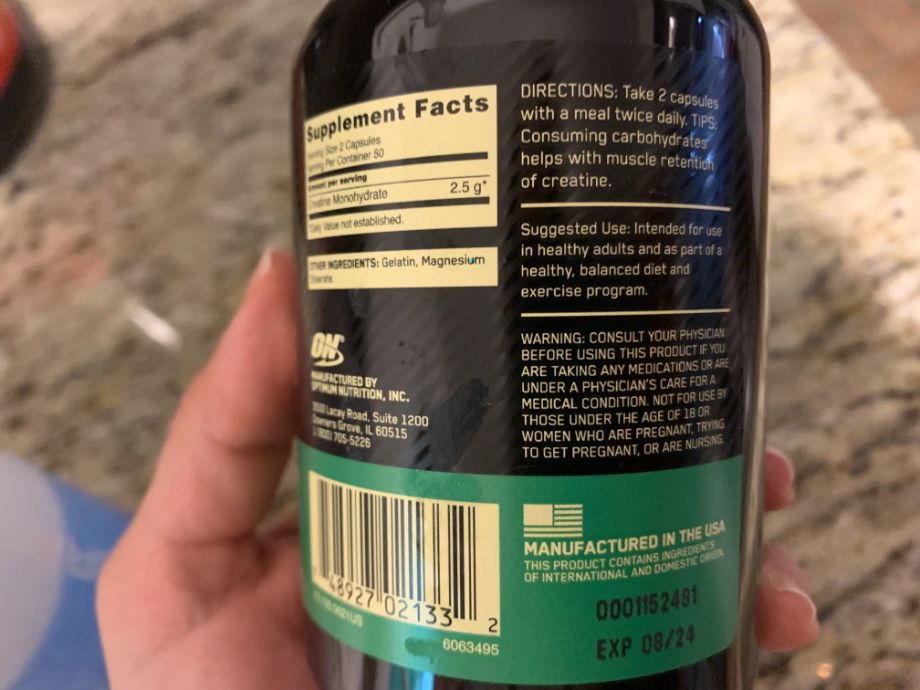 Supplement Facts
Serving Size 2 Capsules
Serving Per Container 50
Amount per serving
Creatine Monohydrate 2.5 g*
*Daily Value not established.
OTHER INGREDIENTS: Gelatin, Magnesium
Stearate.
ON
MANUFACTURED BY
OPTIMUM NUTRITION, INC.
Lacey Road, Suite 1200
Downers Grove, IL 60515
1 (800) 705-5226
48927 02133 2
6063495
DIRECTIONS: Take 2 capsules
with a meal twice daily. TIPS:
Consuming carbohydrates
helps with muscle retention
of creatine.
Suggested Use: Intended for use
in healthy adults and as part of a
healthy, balanced diet and
exercise program.
WARNING: CONSULT YOUR PHYSICIAN
BEFORE USING THIS PRODUCT IF YOU
ARE TAKING ANY MEDICATIONS OR ARE
UNDER A PHYSICIAN'S CARE FOR A
MEDICAL CONDITION. NOT FOR USE BY
THOSE UNDER THE AGE OF 18 OR
WOMEN WHO ARE PREGNANT, TRYING
TO GET PREGNANT, OR ARE NURSING.
MANUFACTURED IN THE USA
THIS PRODUCT CONTAINS INGREDIENTS
OF INTERNATIONAL AND DOMESTIC ORIGIN.
0001152481
EXP 08/24